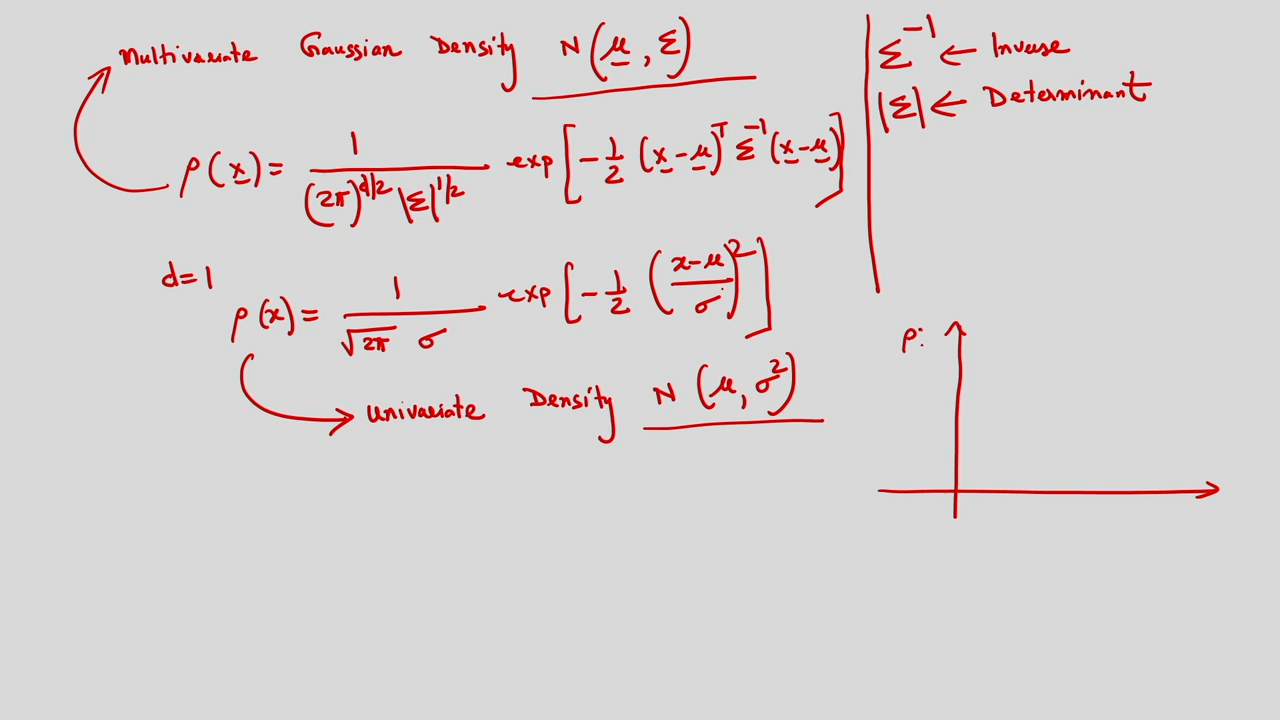 Multivariate Gaussian Density N(μ, Σ)
p(x) = 1 / (2π)^{d/2} |Σ|^{1/2} exp[-1/2 (x-μ)^T Σ^{-1} (x-μ)]
d=1
p(x) = 1 / √2π σ exp[-1/2 ((x-μ)/σ)^2]
Univariate Density N(μ, σ²)
Σ^{-1} ← Inverse
|Σ| ← Determinant
p: